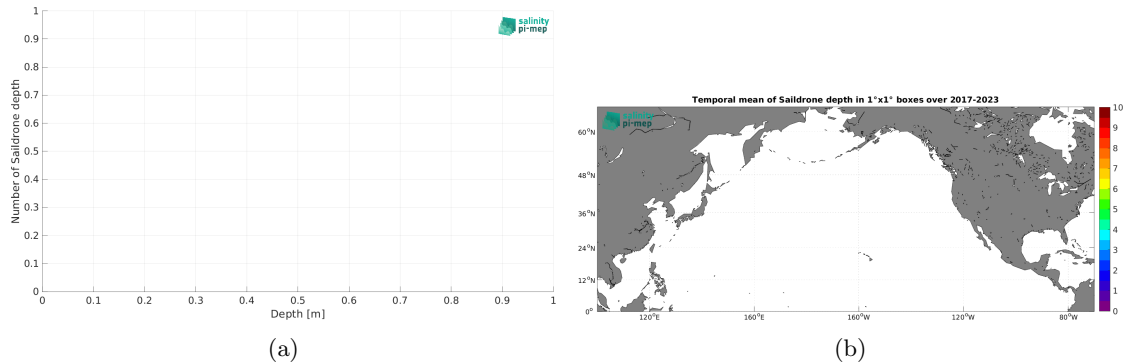 1
0.9
0.8
0.7
0.6
0.5
0.4
0.3
0.2
0.1
0
Number of Saildrone depth
salinity
pi-mep
0 0.1 0.2 0.3 0.4 0.5 0.6 0.7 0.8 0.9 1
Depth [m]
(a)
Temporal mean of Saildrone depth in 1°x1° boxes over 2017-2023
salinity
pi-mep
60°N
48°N
36°N
24°N
12°N
0°
120°E 160°E 160°W 120°W 80°W
10
9
8
7
6
5
4
3
2
1
0
(b)